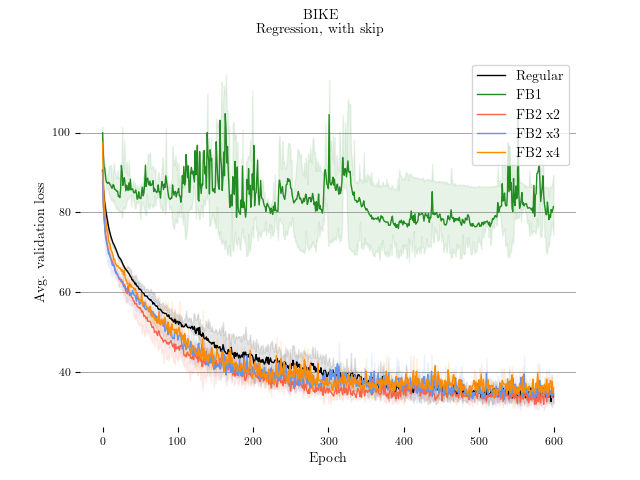 BIKE
Regression, with skip
Regular
FB1
FB2 x2
FB2 x3
FB2 x4
Avg. validation loss
100
80
60
40
0 100 200 300 400 500 600
Epoch